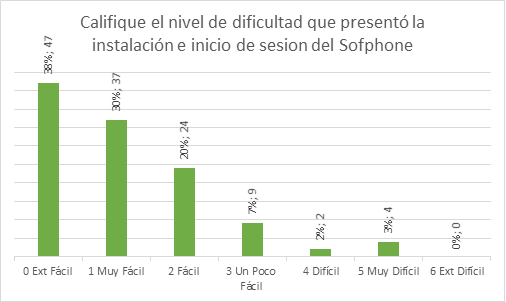 Califique el nivel de dificultad que presentó la
instalación e inicio de sesion del Sofphone
38%; 47
30%; 37
20%; 24
7%; 9
2%; 2
3%; 4
0%; 0
0 Ext Fácil
1 Muy Fácil
2 Fácil
3 Un Poco
Fácil
4 Difícil
5 Muy Difícil
6 Ext Difícil